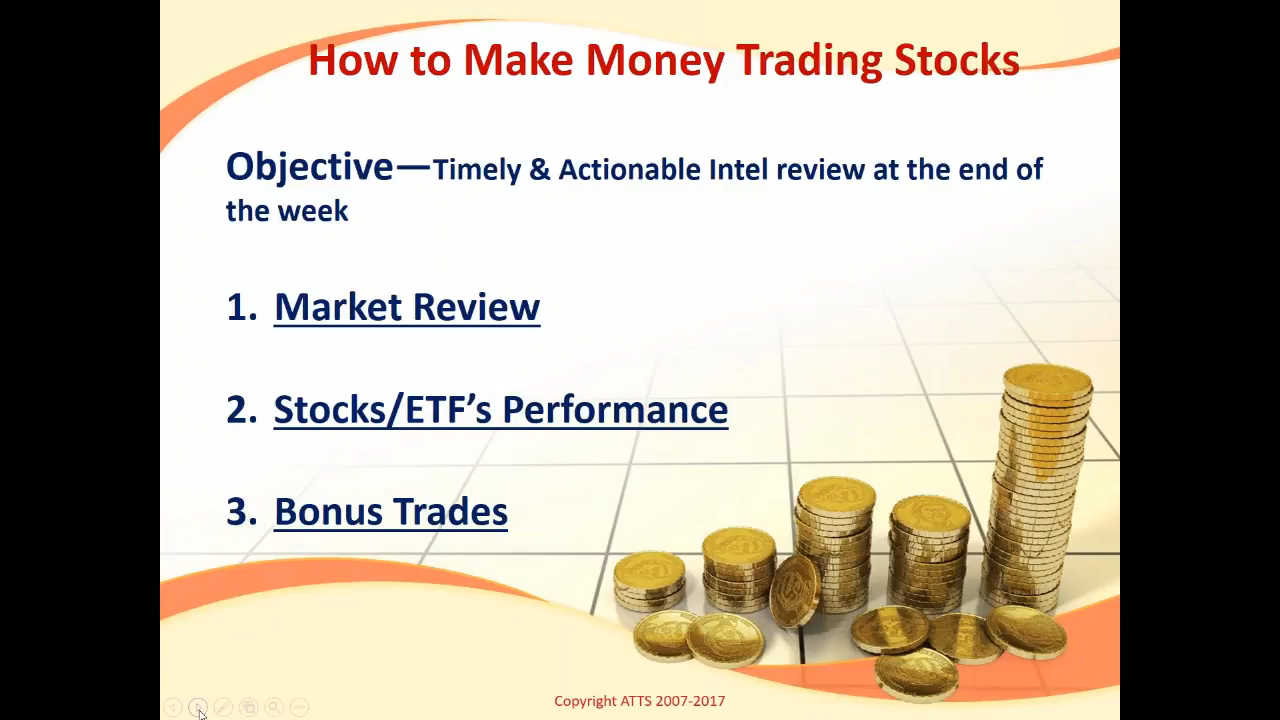 How to Make Money Trading Stocks
Objective—Timely & Actionable Intel review at the end of
the week
1. Market Review
2. Stocks/ETF’s Performance
3. Bonus Trades
Copyright ATTS 2007-2017